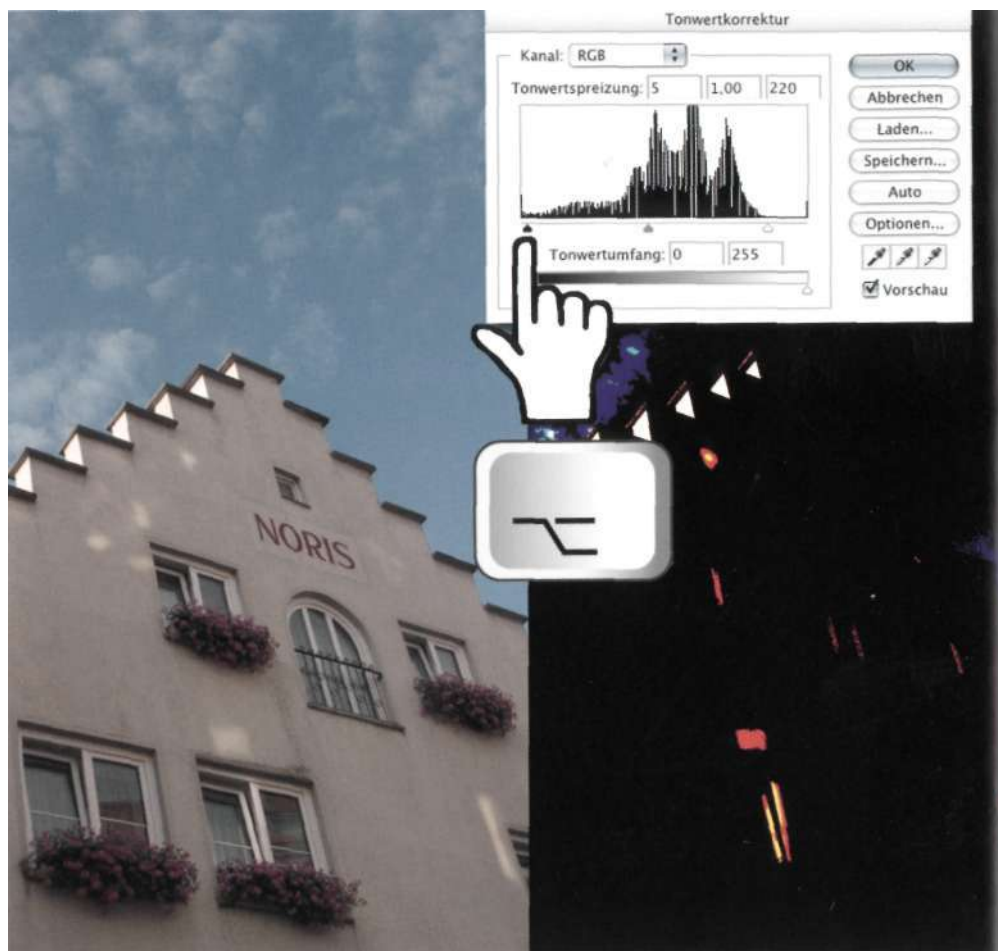 Tonwertkorrektur
Kanal: RGB
Tonwertspreizung: 5 1,00 220
Tonwertumfang: 0 255
OK
Abbrechen
Laden...
Speichern...
Auto
Optionen...
Vorschau
NORIS